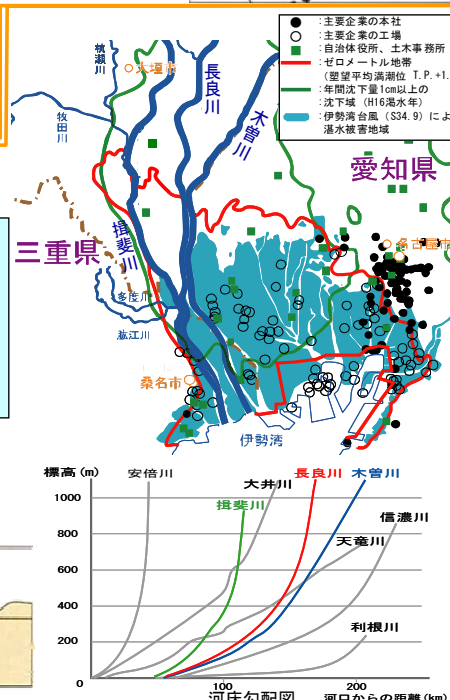 ●：主要企業の本社
○：主要企業の工場
■：自治体役所、土木事務所
：ゼロメートル地帯
（朔望平均満潮位 T.P.+1.
：年間沈下量1cm以上の
：沈下域（H16渇水年）
：伊勢湾台風（S34.9）によ
湛水被害地域
大垣市
牧田川
長良川
木曽川
愛知県
揖斐川
三重県
名古屋市
多度川
肱江川
桑名市
伊勢湾
標高(m)
安倍川
大井川
長良川
木曽川
揖斐川
信濃川
天竜川
利根川
1000
800
600
400
200
0
100
200
河床勾配図
河口からの距離(km)